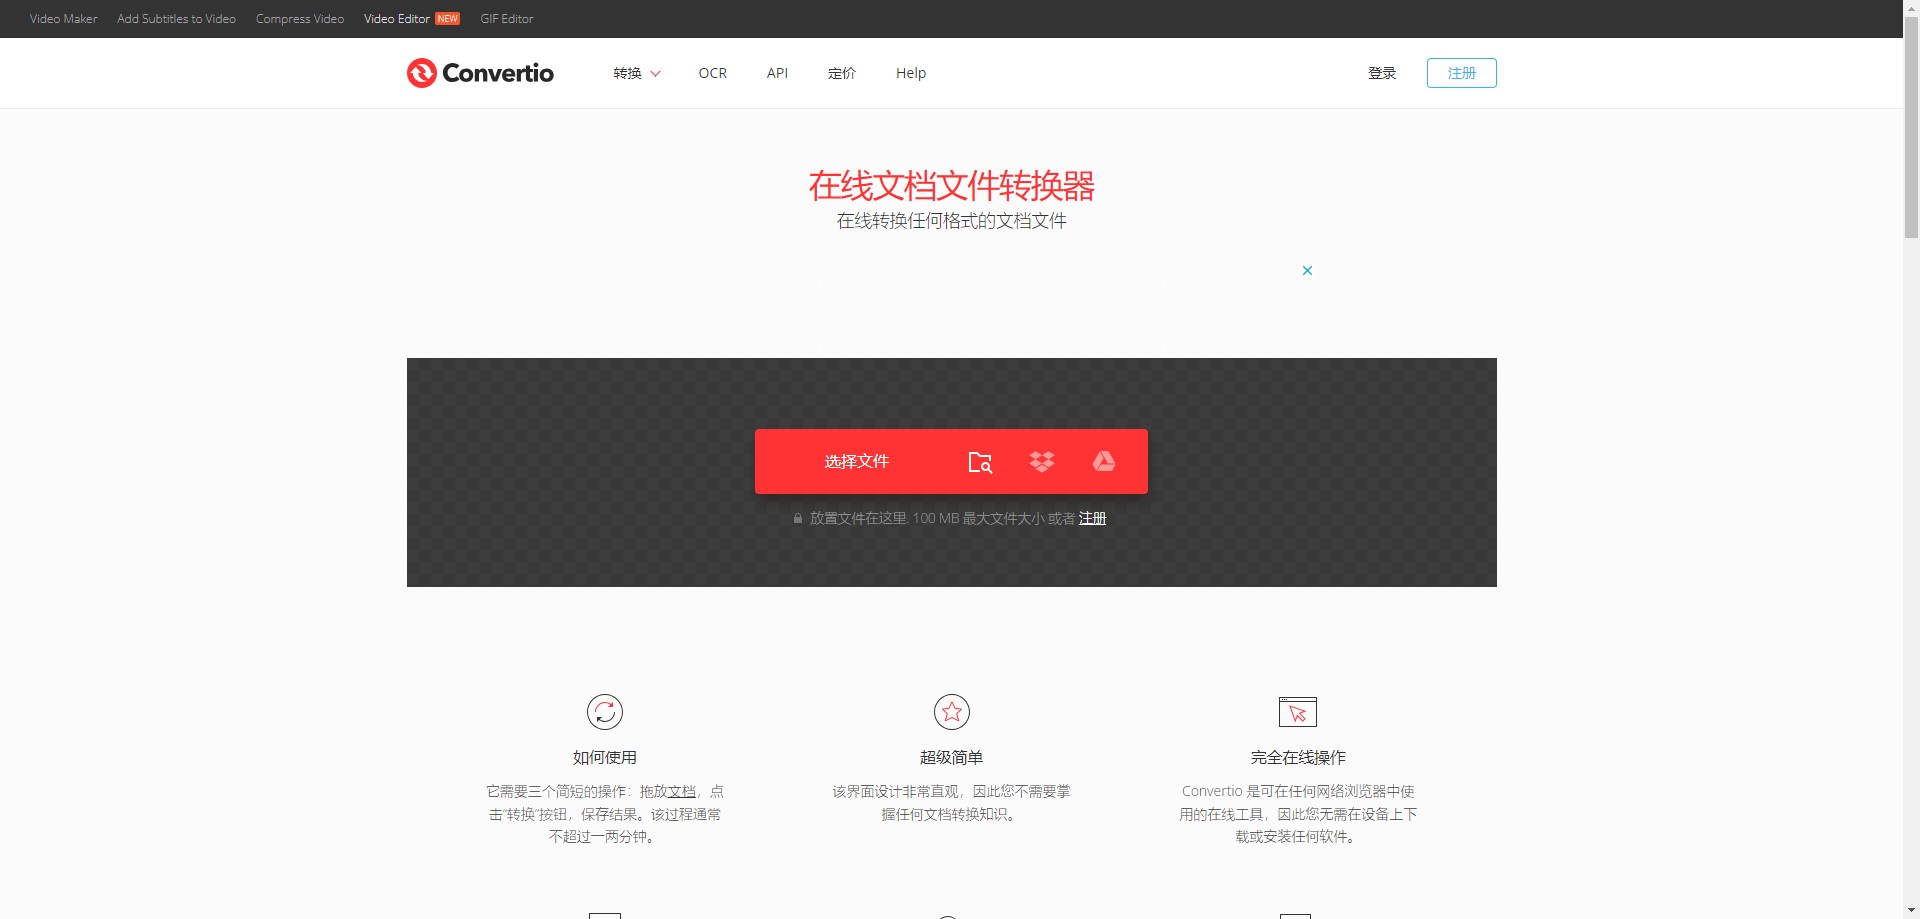 Video Maker Add Subtitles to Video Compress Video Video Editor NEW GIF Editor
Convertio 转换 OCR API 定价 Help 登录 注册
在线文档文件转换器
在线转换任何格式的文档文件
选择文件
放置文件在这里. 100 MB 最大文件大小 或者 注册
如何使用
它需要三个简短的操作：拖放文档，点
击“转换”按钮，保存结果。该过程通常
不超过一两分钟。
超级简单
该界面设计非常直观，因此您不需要掌
握任何文档转换知识。
完全在线操作
Convertio 是可在任何网络浏览器中使
用的在线工具，因此您无需在设备上下
载或安装任何软件。